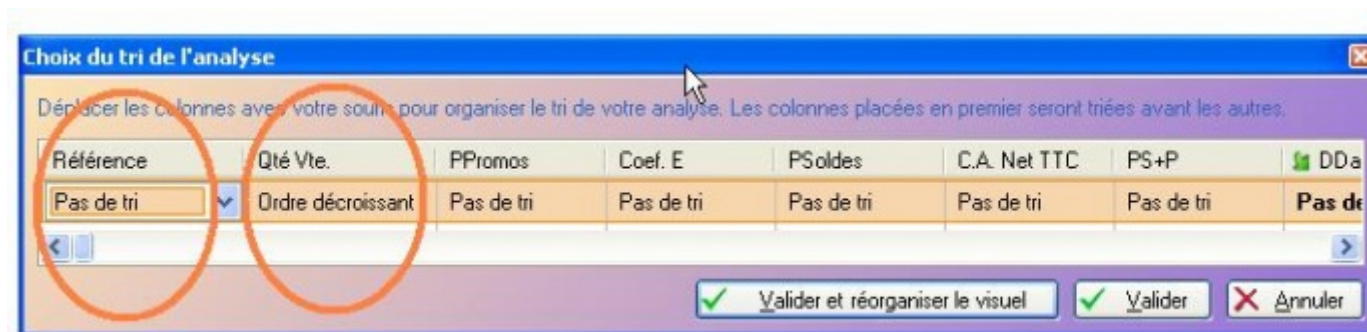 Choix du tri de l'analyse
Déplacer les colonnes avec votre souris pour organiser le tri de votre analyse. Les colonnes placées en premier seront triées avant les autres.
Référence Qté Vte. PPromos Coef. E PSoldes C.A. Net TTC PS+P DDa
Pas de tri Ordre décroissant Pas de tri Pas de tri Pas de tri Pas de tri Pas de tri Pas de
Valider et réorganiser le visuel Valider Annuler